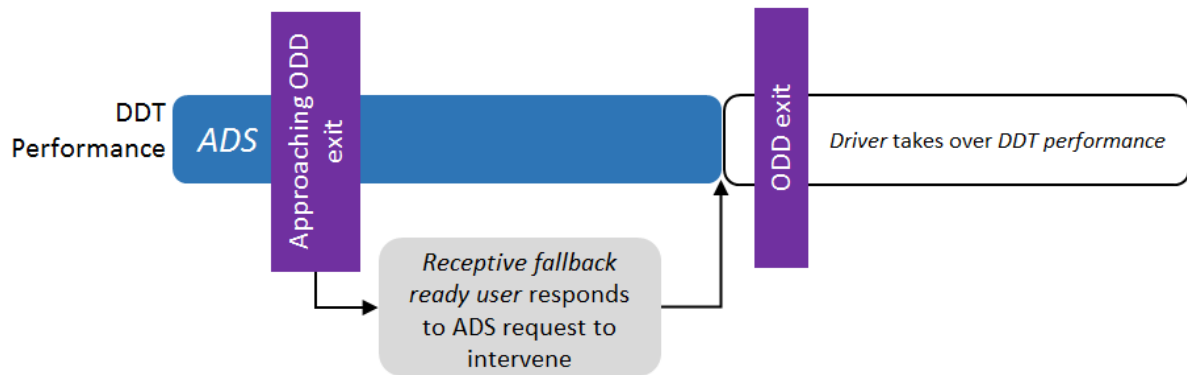 DDT
Performance
ADS
Approaching ODD
exit
ODD exit
Driver takes over DDT performance
Receptive fallback
ready user responds
to ADS request to
intervene